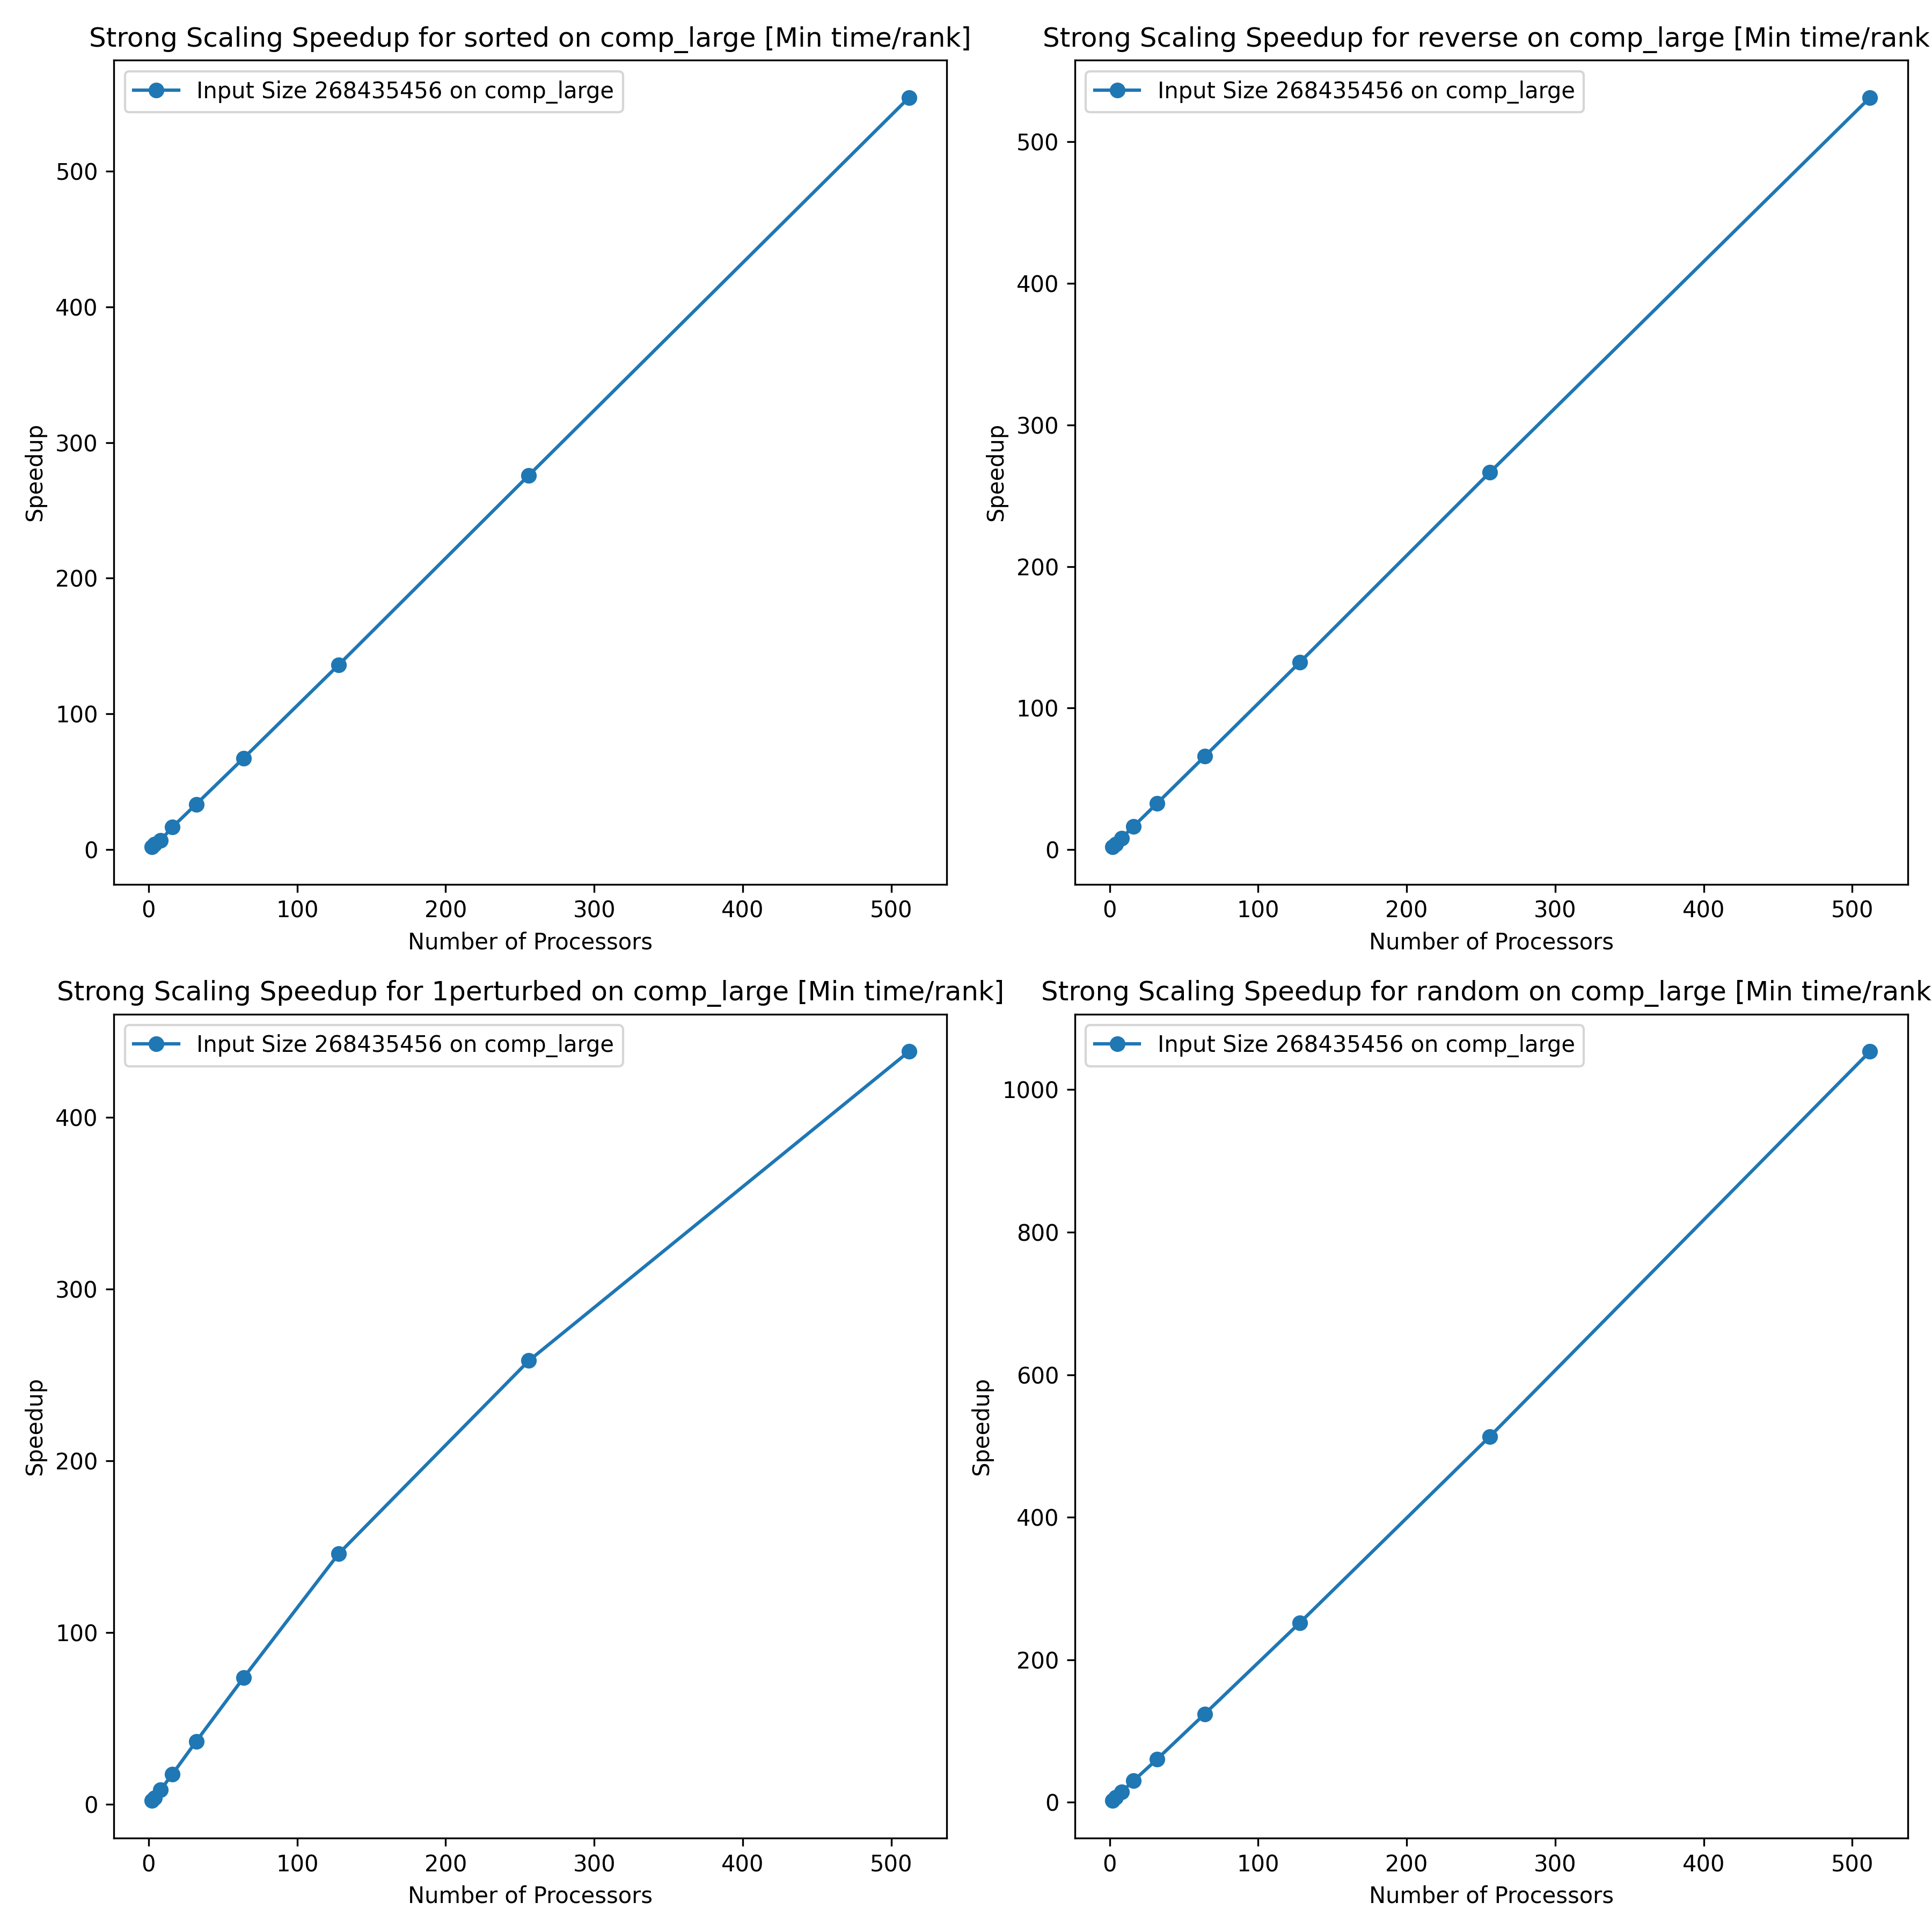 Strong Scaling Speedup for sorted on comp_large [Min time/rank]
Input Size 268435456 on comp_large
500
400
300
200
100
0
Speedup
0 100 200 300 400 500
Number of Processors
Strong Scaling Speedup for reverse on comp_large [Min time/rank
Input Size 268435456 on comp_large
500
400
300
200
100
0
Speedup
0 100 200 300 400 500
Number of Processors
Strong Scaling Speedup for 1perturbed on comp_large [Min time/rank]
Input Size 268435456 on comp_large
400
300
200
100
0
Speedup
0 100 200 300 400 500
Number of Processors
Strong Scaling Speedup for random on comp_large [Min time/rank
Input Size 268435456 on comp_large
1000
800
600
400
200
0
Speedup
0 100 200 300 400 500
Number of Processors